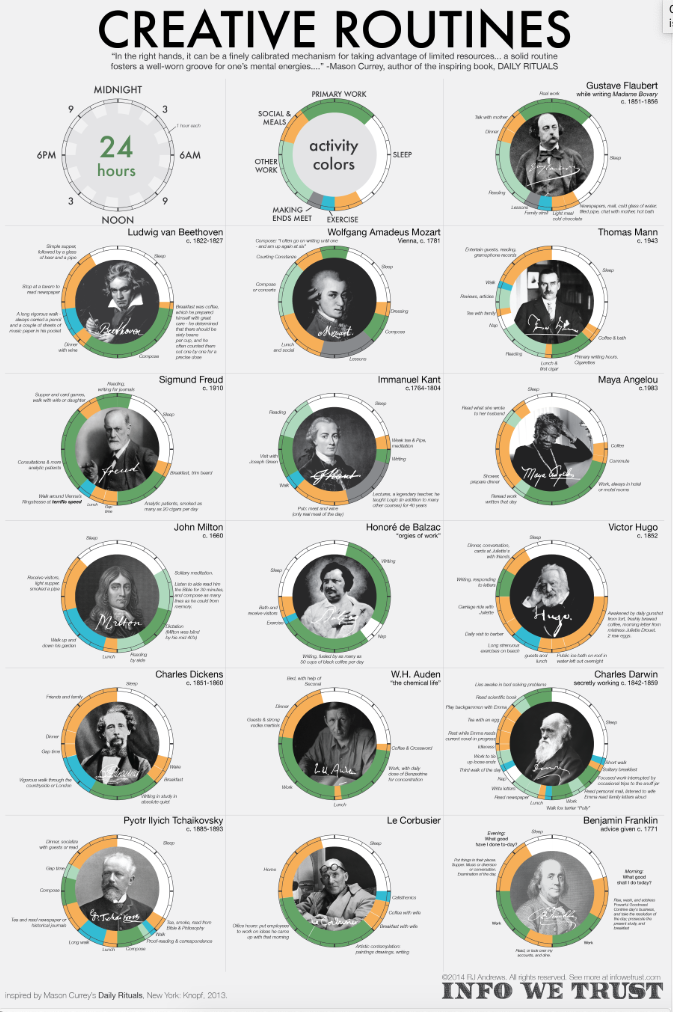 CREATIVE ROUTINES
"In the right hands, it can be a finely calibrated mechanism for taking advantage of limited resources... a solid routine
fosters a well-worn groove for one's mental energies...." -Mason Currey, author of the inspiring book, DAILY RITUALS
MIDNIGHT
9
3
1 hour each
6PM
24
hours
6AM
3
9
NOON
PRIMARY WORK
SOCIAL &
MEALS
activity
colors
SLEEP
OTHER
WORK
MAKING
ENDS MEET
EXERCISE
Gustave Flaubert
while writing Madame Bovary
c. 1851-1856
Talk with mother
Dinner
Sleep
Reading
Lessons
Family stroll
Light meal
cold chocolate
Newspapers, mail, cold glass of water,
filled pipe, chat with mother, hot bath
Ludwig van Beethoven
c. 1822-1827
Simple supper,
followed by a glass
of beer and a pipe
Sleep
Stop at a tavern to
read newspaper
A long vigorous walk,
always carried a pencil
and a couple of sheets of
music paper in his pocket
Dinner
with wine
Breakfast was coffee,
which he prepared
himself with great
care - he determined
that there should be
sixty beans
per cup, and he
often counted them
out one by one for a
precise dose
Compose
Wolfgang Amadeus Mozart
Vienna, c. 1781
Compose: "I often go on writing until one
- and am up again at six"
Courting Constanze
Sleep
Compose
or concerts
Dressing
Compose
Lunch
and social
Lessons
Thomas Mann
c. 1943
Entertain guests, reading,
gramophone records
Sleep
Walk
Reviews, articles
Tea with family
Nap
Coffee & bath
Reading
Lunch &
first cigar
Primary writing hours,
Cigarettes
Sigmund Freud
c. 1910
Reading,
writing for journals
Supper and card games,
walk with wife or daughter
Sleep
Consultations & more
analytic patients
Breakfast, trim beard
Walk around Vienna's
Ringstrasse at terrific speed
Lunch
Analytic patients, smoked as
many as 20 cigars per day
Immanuel Kant
c.1764-1804
Sleep
Reading
Weak tea & Pipe,
meditation
Visit with
Joseph Green
Writing
Walk
Lectures, a legendary teacher, he
taught Logic (in addition to many
other courses) for 40 years
Pub, meal and wine
(only real meal of the day)
Maya Angelou
c.1983
Sleep
Read what she wrote
to her husband
Coffee
Commute
Shower,
prepare dinner
Work, always in hotel
or motel rooms
Reread work
written that day
John Milton
c. 1660
Sleep
Solitary meditation.
Receive visitors,
light supper,
smoked a pipe
Listen to aide read him
the Bible for 30 minutes,
and compose as many
lines as he could from
memory.
Dictation
(Milton was blind
by his mid 40's)
Walk up and
down his garden
Lunch
Reading
by aide
Honoré de Balzac
"orgies of work"
Writing
Sleep
Bath and
receive visitors
Exercise
Nap
Writing, fueled by as many as
50 cups of black coffee per day
Victor Hugo
c. 1852
Sleep
Dinner, conversation,
cards at Juliette's
with friends
Writing, responding
to letters
Carriage ride with
Juliette
Awakened by daily gunshot
from fort, freshly brewed
coffee, morning letter from
mistress Juliette Drouet,
2 raw eggs.
Daily visit to barber
Long strenuous
exercises on beach
guests and
lunch
Public ice bath on roof in
water left out overnight
Charles Dickens
c. 1851-1860
Sleep
Friends and family
Dinner
Gap time
Wake
Breakfast
Vigorous walk through the
countryside or London
Writing in study in
absolute quiet
W.H. Auden
"the chemical life"
Bed, with help of
Seconal
Dinner
Guests & strong
vodka martinis
Coffee & Crossword
Work, with daily
dose of Benzedrine
for concentration
Work
Lunch
Charles Darwin
secretly working c. 1842-1859
Lies awake in bed solving problems
Read scientific book
Play backgammon with Emma
Tea with an egg
Sleep
Rest while Emma reads
current novel-in-progress
Idleness
Work to tie
up loose ends
Third walk of the day
Nap
Write letters
Read newspaper
Lunch
Short walk
Solitary breakfast
Focused work interrupted by
occasional trips to the snuff jar
Read personal mail, listened to wife
Emma read family letters aloud
Work
Walk fox terrier "Polly"
Pyotr Ilyich Tchaikovsky
c. 1885-1893
Dinner, socialize
with guests or read
Sleep
Gap time
Compose
Tea and read newspaper or
historical journals
Long walk
Lunch
Compose
Tea, smoke, read from
Bible & Philosophy
Walk
Proof-reading & correspondence
Le Corbusier
Sleep
Home
Calisthenics
Coffee with wife
Breakfast with wife
Office hours: put employees
to work on ideas he came
up with that morning
Artistic contemplation:
paintings, drawings, writing
Benjamin Franklin
advice given c. 1771
Evening:
What good
have I done to-day?
Sleep
Put things in their places.
Supper. Music or diversion
or conversation.
Examination of the day.
Morning:
What good
shall I do today?
Rise, wash, and address
Powerful Goodness!
Contrive day's business,
and take the resolution of
the day; prosecute the
present study, and
breakfast
Work
Work
Read, or look over my
accounts, and dine.
©2014 RJ Andrews. All rights reserved. See more at infowetrust.com
inspired by Mason Currey's Daily Rituals, New York: Knopf, 2013.
INFO WE TRUST